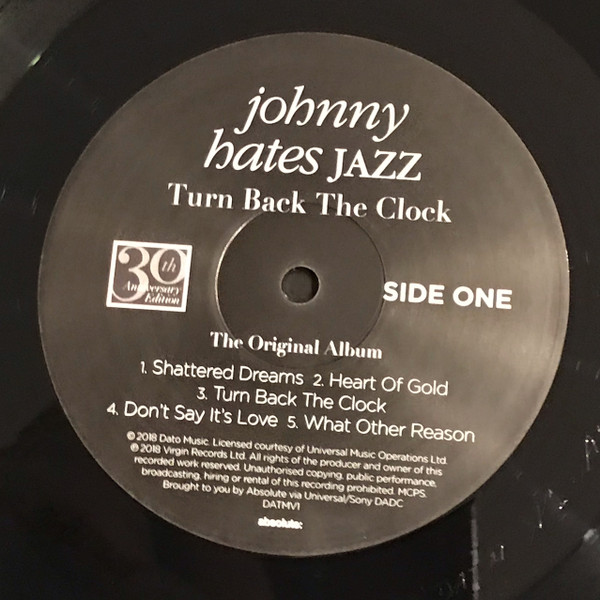 johnny
hates JAZZ
Turn Back The Clock
30th
Anniversary
Edition
SIDE ONE
The Original Album
1. Shattered Dreams 2. Heart Of Gold
3. Turn Back The Clock
4. Don't Say It's Love 5. What Other Reason
©2018 Dato Music. Licensed courtesy of Universal Music Operations Ltd.
℗2018 Virgin Records Ltd. All rights of the producer and owner of this
recorded work reserved. Unauthorised copying, public performance,
broadcasting, hiring or rental of this recording prohibited. MCPS.
Brought to you by Absolute via Universal/Sony DADC
DATMV1
absolute: